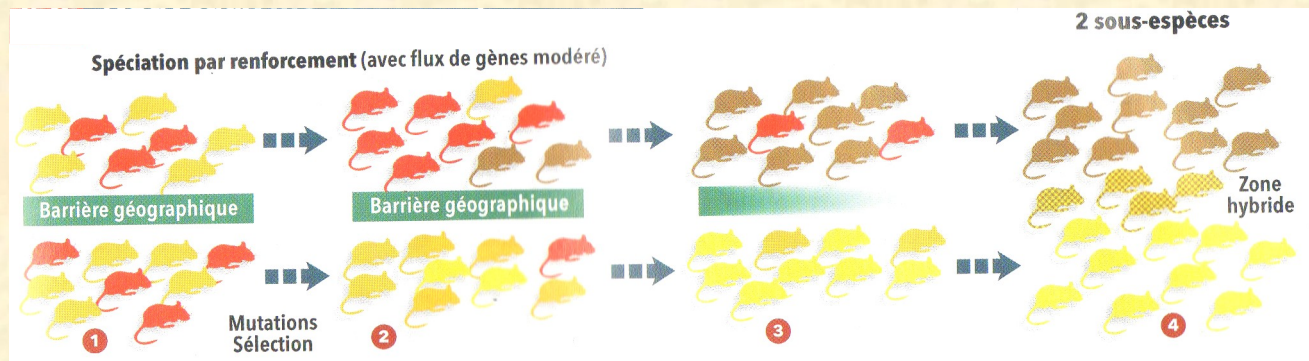 2 sous-espèces
Spéciation par renforcement (avec flux de gènes modéré)
Barrière géographique
Barrière géographique
Zone
hybride
Mutations
Sélection
1
2
3
4